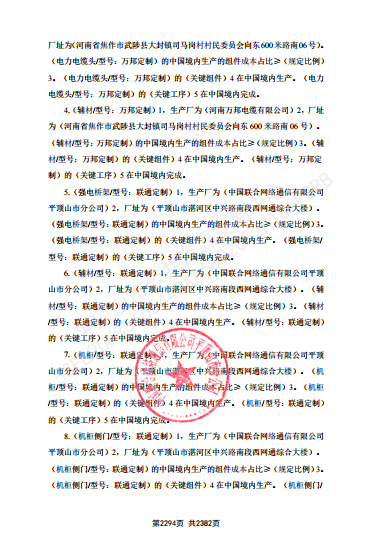 厂址为(河南省焦作市武陟县大封镇司马岗村村民委员会向东600米路南06号)。
(电力电缆头/型号:万邦定制)的中国境内生产的组件成本占比≥(规定比例)
3。(电力电缆头/型号:万邦定制)的(关键组件)4在中国境内生产。(电力
电缆头/型号:万邦定制)的(关键工序)5在中国境内完成。
4.(辅材/型号:万邦定制)1,生产厂为(河南万邦电缆有限公司)2,厂址
为(河南省焦作市武陟县大封镇司马岗村村民委员会向东 600 米路南 06 号)。
(辅材/型号:万邦定制)的中国境内生产的组件成本占比≥(规定比例)3。(辅
材/型号:万邦定制)的(关键组件)4在中国境内生产。(辅材/型号:万邦定
制)的(关键工序)5在中国境内完成。
5.(强电桥架/型号:联通定制)1,生产厂为(中国联合网络通信有限公司
平顶山市分公司)2,厂址为(平顶山市湛河区中兴路南段西网通综合大楼)。
(强电桥架/型号:联通定制)的中国境内生产的组件成本占比≥(规定比例)3。
(强电桥架/型号:联通定制)的(关键组件)4在中国境内生产。(强电桥架/
型号:联通定制)的(关键工序)5在中国境内完成。
6.(辅材/型号:联通定制)1,生产厂为(中国联合网络通信有限公司平顶
山市分公司)2,厂址为(平顶山市湛河区中兴路南段西网通综合大楼)。(辅材
/型号:联通定制)的中国境内生产的组件成本占比≥(规定比例)3。(辅材
/型号:联通定制)的(关键组件)4在中国境内生产。(辅材/型号:联通定制)
的(关键工序)5在中国境内完成。
7.(机柜/型号:联通定制)1,生产厂为(中国联合网络通信有限公司平顶
山市分公司)2,厂址为(平顶山市湛河区中兴路南段西网通综合大楼)。(机
柜/型号:联通定制)的中国境内生产的组件成本占比≥(规定比例)3。(机柜
/型号:联通定制)的(关键组件)4在中国境内生产。(机柜/型号:联通定制)
的(关键工序)5在中国境内完成。
8.(机柜侧门/型号:联通定制)1,生产厂为(中国联合网络通信有限公司
平顶山市分公司)2,厂址为(平顶山市湛河区中兴路南段西网通综合大楼)。
(机柜侧门/型号:联通定制)的中国境内生产的组件成本占比≥(规定比例)3。
(机柜侧门/型号:联通定制)的(关键组件)4在中国境内生产。(机柜侧门/
第2294页 共2382页